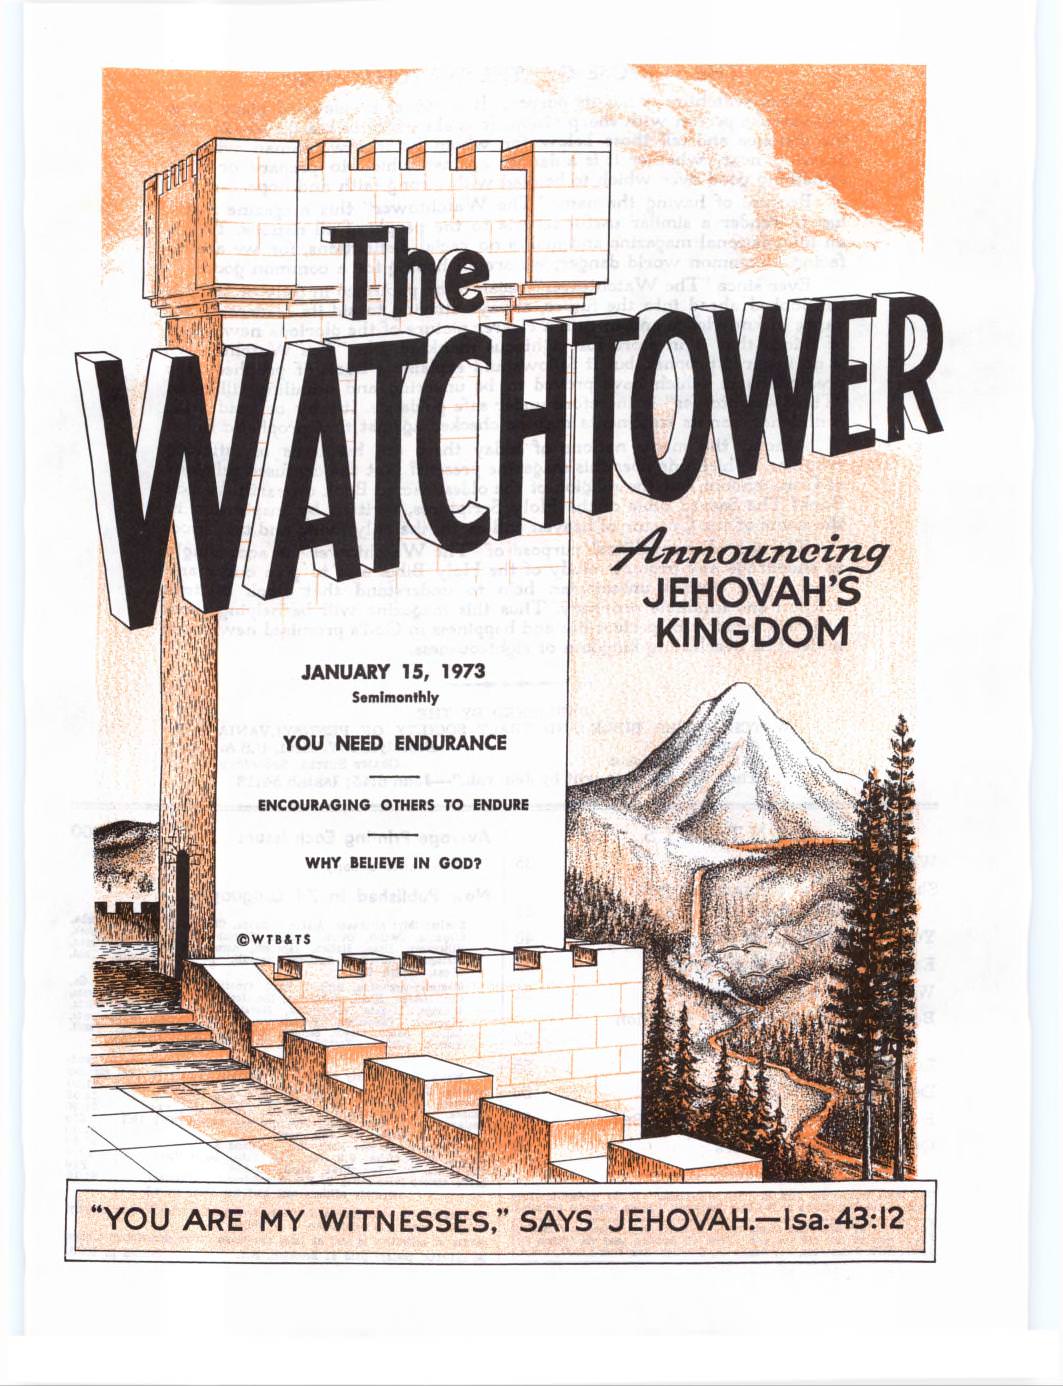 The
WATCHTOWER
Announcing
JEHOVAH'S
KINGDOM
JANUARY 15, 1973
Semimonthly
YOU NEED ENDURANCE
ENCOURAGING OTHERS TO ENDURE
WHY BELIEVE IN GOD?
©WTB&TS
"YOU ARE MY WITNESSES," SAYS JEHOVAH.—Isa. 43:12